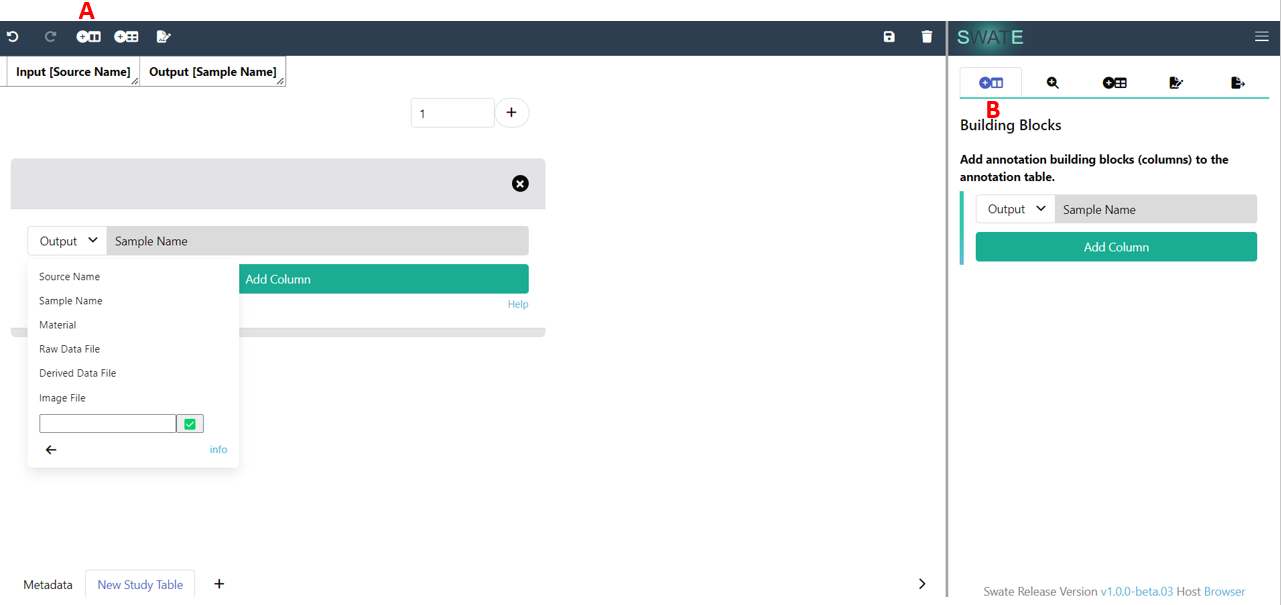 A
SWATE
Input [Source Name] Output [Sample Name]
B
1
Building Blocks
Add annotation building blocks (columns) to the
annotation table.
Output Sample Name
Add Column
Output Sample Name
Add Column
Help
Source Name
Sample Name
Material
Raw Data File
Derived Data File
Image File
info
Metadata New Study Table
Swate Release Version v1.0.0-beta.03 Host Browser